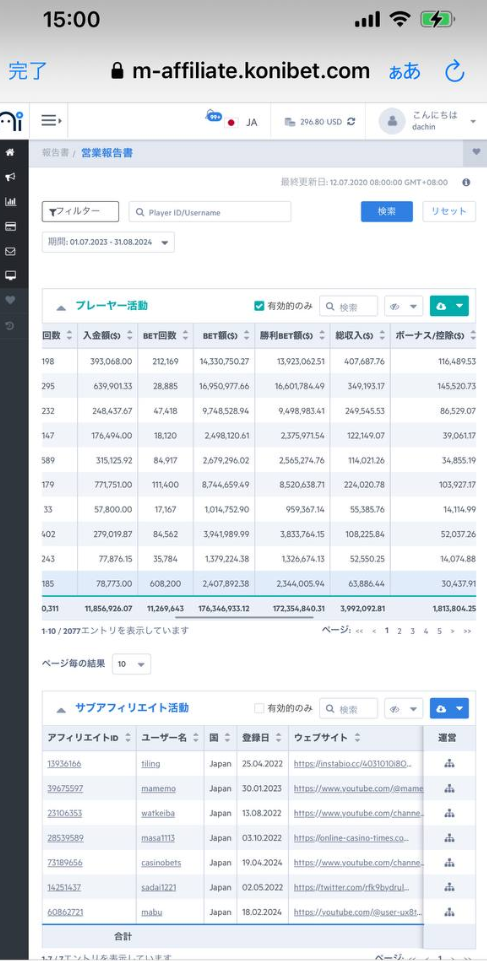 15:00
完了 m-affiliate.konibet.com ぁあ
99+ JA 296.80 USD こんにちは
dachin
報告書 / 営業報告書
最終更新日: 12.07.2020 08:00:00 GMT+08:00
フィルター Player ID/Username 検索 リセット
期間: 01.07.2023 - 31.08.2024
プレーヤー活動 有効的のみ 検索
回数 入金額($) BET回数 BET額($) 勝利BET額($) 総収入($) ボーナス/控除($)
198 393,068.00 212,169 14,330,750.27 13,923,062.51 407,687.76 116,489.53
295 639,901.33 28,885 16,950,977.66 16,601,784.49 349,193.17 145,520.73
232 248,437.67 47,418 9,748,528.94 9,498,983.41 249,545.53 86,529.07
147 176,494.00 18,120 2,498,120.61 2,375,971.54 122,149.07 39,061.17
589 315,125.92 84,917 2,679,296.02 2,565,274.76 114,021.26 34,855.19
179 771,751.00 111,400 8,744,659.49 8,520,638.71 224,020.78 103,927.17
33 57,800.00 17,167 1,014,752.90 959,367.14 55,385.76 14,114.99
402 279,019.87 84,562 3,941,989.99 3,833,764.15 108,225.84 52,037.26
243 77,876.15 35,784 1,379,224.38 1,326,674.13 52,550.25 14,074.88
185 78,773.00 608,200 2,407,892.38 2,344,005.94 63,886.44 30,437.91
0,311 11,856,926.07 11,269,643 176,346,933.12 172,354,840.31 3,992,092.81 1,813,804.25
1-10 / 2077エントリを表示しています ページ: << < 1 2 3 4 5 > >>
ページ毎の結果 10
サブアフィリエイト活動 有効的のみ 検索
アフィリエイトID ユーザー名 国 登録日 ウェブサイト 運営
13936166 tiling Japan 25.04.2022 https://instabio.cc/4031010i8O...
39675597 mamemo Japan 30.01.2023 https://www.youtube.com/@mame
23106353 watkeiba Japan 13.08.2022 https://www.youtube.com/channe..
28539589 masa1113 Japan 03.10.2022 https://online-casino-times.co...
73189656 casinobets Japan 19.04.2024 https://www.youtube.com/channe..
14251437 sadai1221 Japan 02.05.2022 https://twitter.com/rfk9bydrul...
60862721 mabu Japan 18.02.2024 https://youtube.com/@user-ux8t...
合計
1-7 / 7エントリを表示しています ページ: << < 1 > >>